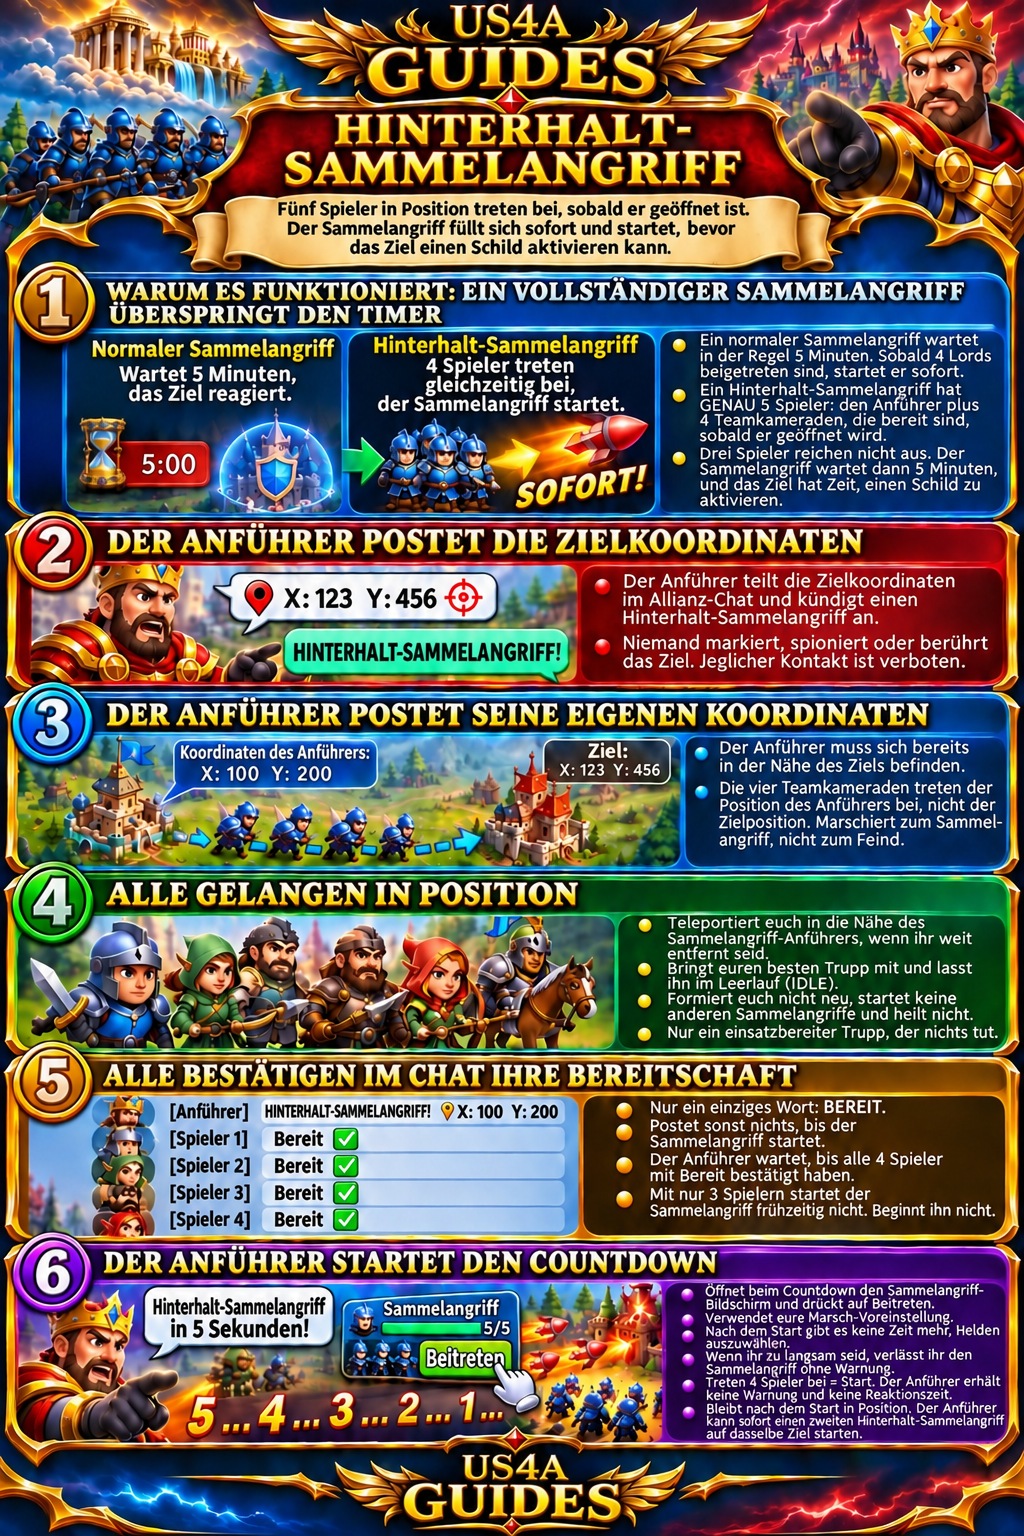 US4A
GUIDES
HINTERHALT-
SAMMELANGRIFF
Fünf Spieler in Position treten bei, sobald er geöffnet ist.
Der Sammelangriff füllt sich sofort und startet, bevor
das Ziel einen Schild aktivieren kann.
1
WARUM ES FUNKTIONIERT: EIN VOLLSTÄNDIGER SAMMELANGRIFF
ÜBERSPRINGT DEN TIMER
Normaler Sammelangriff
Wartet 5 Minuten,
das Ziel reagiert.
5:00
Hinterhalt-Sammelangriff
4 Spieler treten
gleichzeitig bei,
der Sammelangriff startet.
SOFORT!
Ein normaler Sammelangriff wartet
in der Regel 5 Minuten. Sobald 4 Lords
beigetreten sind, startet er sofort.
Ein Hinterhalt-Sammelangriff hat
GENAU 5 Spieler: den Anführer plus
4 Teamkameraden, die bereit sind,
sobald er geöffnet wird.
Drei Spieler reichen nicht aus. Der
Sammelangriff wartet dann 5 Minuten,
und das Ziel hat Zeit, einen Schild zu
aktivieren.
2
DER ANFÜHRER POSTET DIE ZIELKOORDINATEN
X: 123 Y: 456
HINTERHALT-SAMMELANGRIFF!
Der Anführer teilt die Zielkoordinaten
im Allianz-Chat und kündigt einen
Hinterhalt-Sammelangriff an.
Niemand markiert, spioniert oder berührt
das Ziel. Jeglicher Kontakt ist verboten.
3
DER ANFÜHRER POSTET SEINE EIGENEN KOORDINATEN
Koordinaten des Anführers:
X: 100 Y: 200
Ziel:
X: 123 Y: 456
Der Anführer muss sich bereits
in der Nähe des Ziels befinden.
Die vier Teamkameraden treten der
Position des Anführers bei, nicht der
Zielposition. Marschiert zum Sammel-
angriff, nicht zum Feind.
4
ALLE GELANGEN IN POSITION
Teleportiert euch in die Nähe des
Sammelangriff-Anführers, wenn ihr weit
entfernt seid.
Bringt euren besten Trupp mit und lasst
ihn im Leerlauf (IDLE).
Formiert euch nicht neu, startet keine
anderen Sammelangriffe und heilt nicht.
Nur ein einsatzbereiter Trupp, der nichts tut.
5
ALLE BESTÄTIGEN IM CHAT IHRE BEREITSCHAFT
[Anführer] HINTERHALT-SAMMELANGRIFF! X: 100 Y: 200
[Spieler 1] Bereit
[Spieler 2] Bereit
[Spieler 3] Bereit
[Spieler 4] Bereit
Nur ein einziges Wort: BEREIT.
Postet sonst nichts, bis der
Sammelangriff startet.
Der Anführer wartet, bis alle 4 Spieler
mit Bereit bestätigt haben.
Mit nur 3 Spielern startet der
Sammelangriff frühzeitig nicht. Beginnt ihn nicht.
6
DER ANFÜHRER STARTET DEN COUNTDOWN
Hinterhalt-Sammelangriff
in 5 Sekunden!
Sammelangriff
5/5
Beitreten
5... 4... 3... 2... 1...
Öffnet beim Countdown den Sammelangriff-
Bildschirm und drückt auf Beitreten.
Verwendet eure Marsch-Voreinstellung.
Nach dem Start gibt es keine Zeit mehr, Helden
auszuwählen.
Wenn ihr zu langsam seid, verlässt ihr den
Sammelangriff ohne Warnung.
Treten 4 Spieler bei = Start. Der Anführer erhält
keine Warnung und keine Reaktionszeit.
Bleibt nach dem Start in Position. Der Anführer
kann sofort einen zweiten Hinterhalt-Sammelangriff
auf dasselbe Ziel starten.
US4A
GUIDES